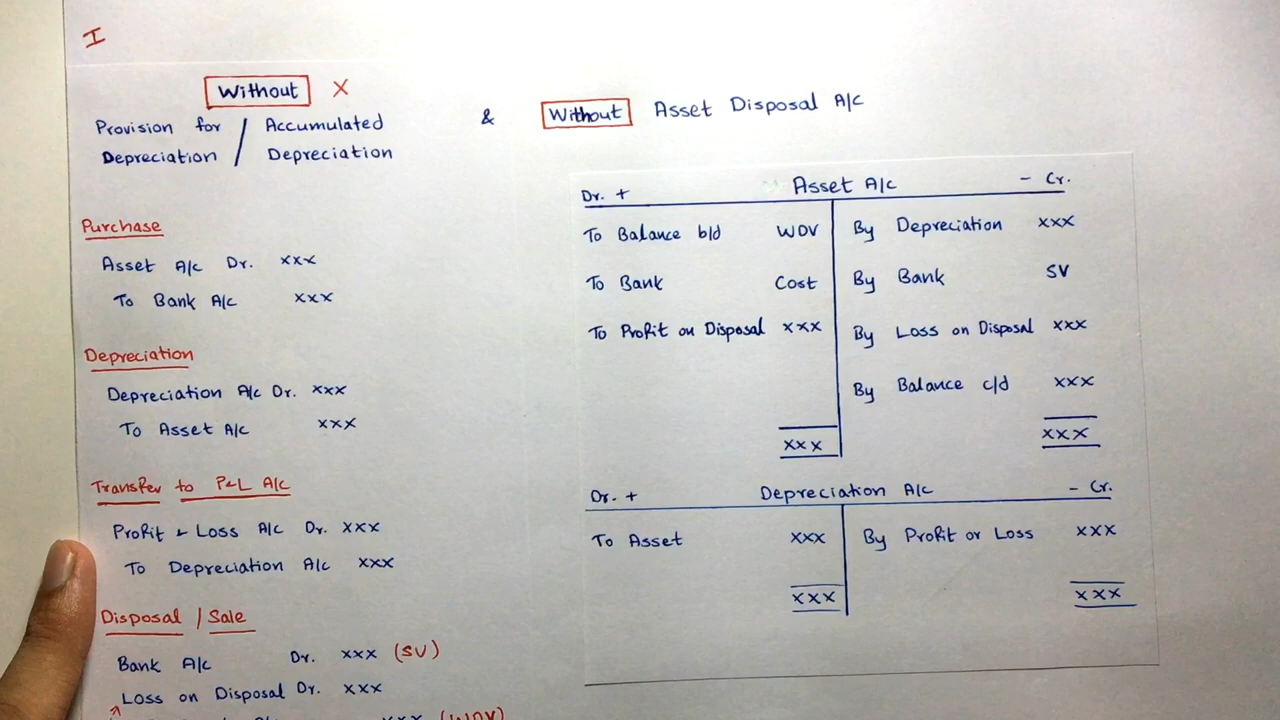 I
Without X
Provision for / Accumulated
Depreciation / Depreciation
& Without Asset Disposal A/c
Purchase
Asset A/c Dr. xxx
To Bank A/c xxx
Depreciation
Depreciation A/c Dr. xxx
To Asset A/c xxx
Transfer to P&L A/c
Profit & Loss A/c Dr. xxx
To Depreciation A/c xxx
Disposal / Sale
Bank A/c Dr. xxx (SV)
Loss on Disposal Dr. xxx
xxx (WDV)
Dr. + Asset A/c - Cr.
To Balance b/d WDV By Depreciation xxx
To Bank Cost By Bank SV
To Profit on Disposal xxx By Loss on Disposal xxx
By Balance c/d xxx
xxx xxx
Dr. + Depreciation A/c - Cr.
To Asset xxx By Profit or Loss xxx
xxx xxx